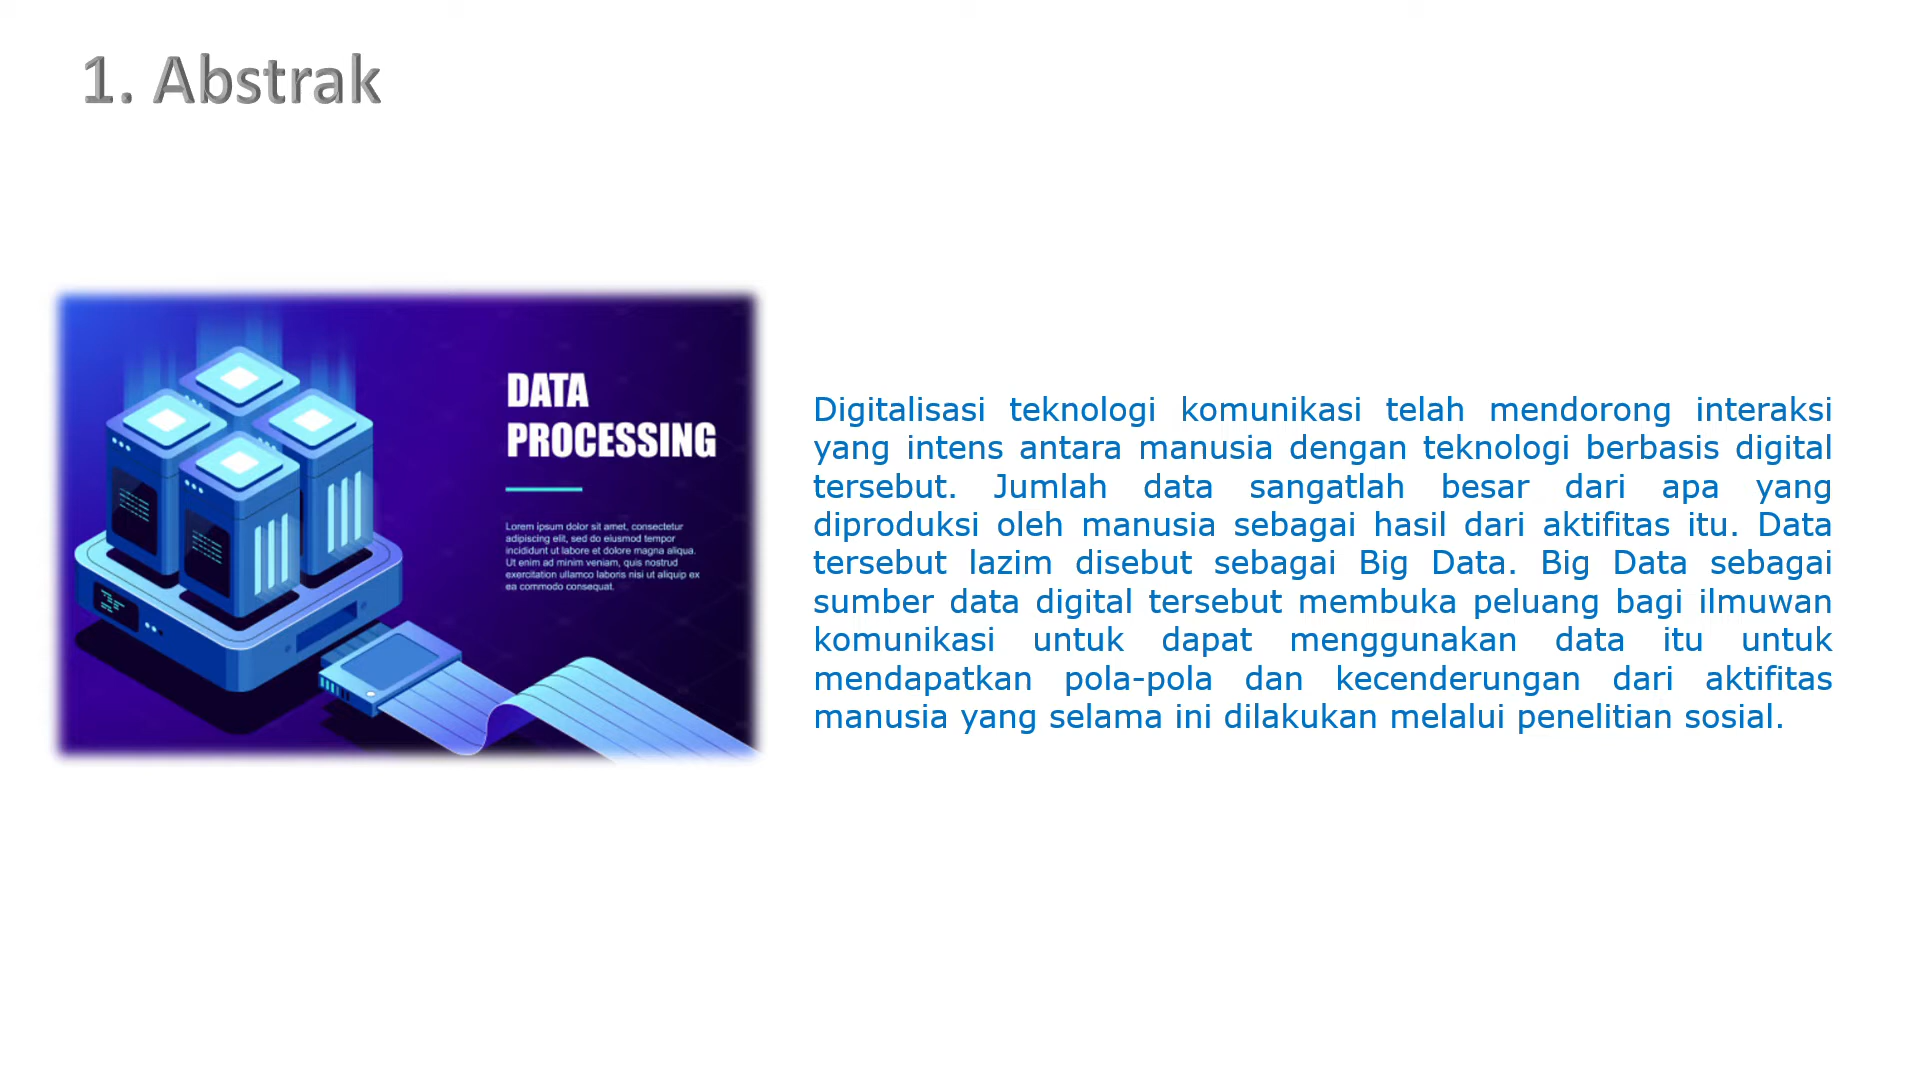 1. Abstrak
DATA
PROCESSING
Lorem ipsum dolor sit amet, consectetur
adipiscing elit, sed do eiusmod tempor
incididunt ut labore et dolore magna aliqua.
Ut enim ad minim veniam, quis nostrud
exercitation ullamco laboris nisi ut aliquip ex
ea commodo consequat.
Digitalisasi teknologi komunikasi telah mendorong interaksi
yang intens antara manusia dengan teknologi berbasis digital
tersebut. Jumlah data sangatlah besar dari apa yang
diproduksi oleh manusia sebagai hasil dari aktifitas itu. Data
tersebut lazim disebut sebagai Big Data. Big Data sebagai
sumber data digital tersebut membuka peluang bagi ilmuwan
komunikasi untuk dapat menggunakan data itu untuk
mendapatkan pola-pola dan kecenderungan dari aktifitas
manusia yang selama ini dilakukan melalui penelitian sosial.